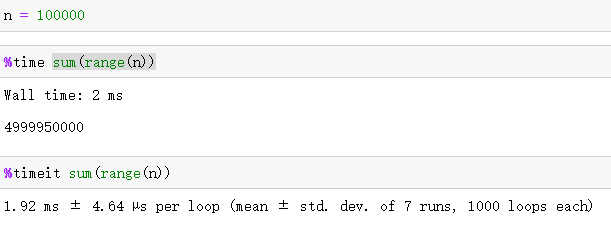 n = 100000
%time sum(range(n))
Wall time: 2 ms
4999950000
%timeit sum(range(n))
1.92 ms ± 4.64 µs per loop (mean ± std. dev. of 7 runs, 1000 loops each)